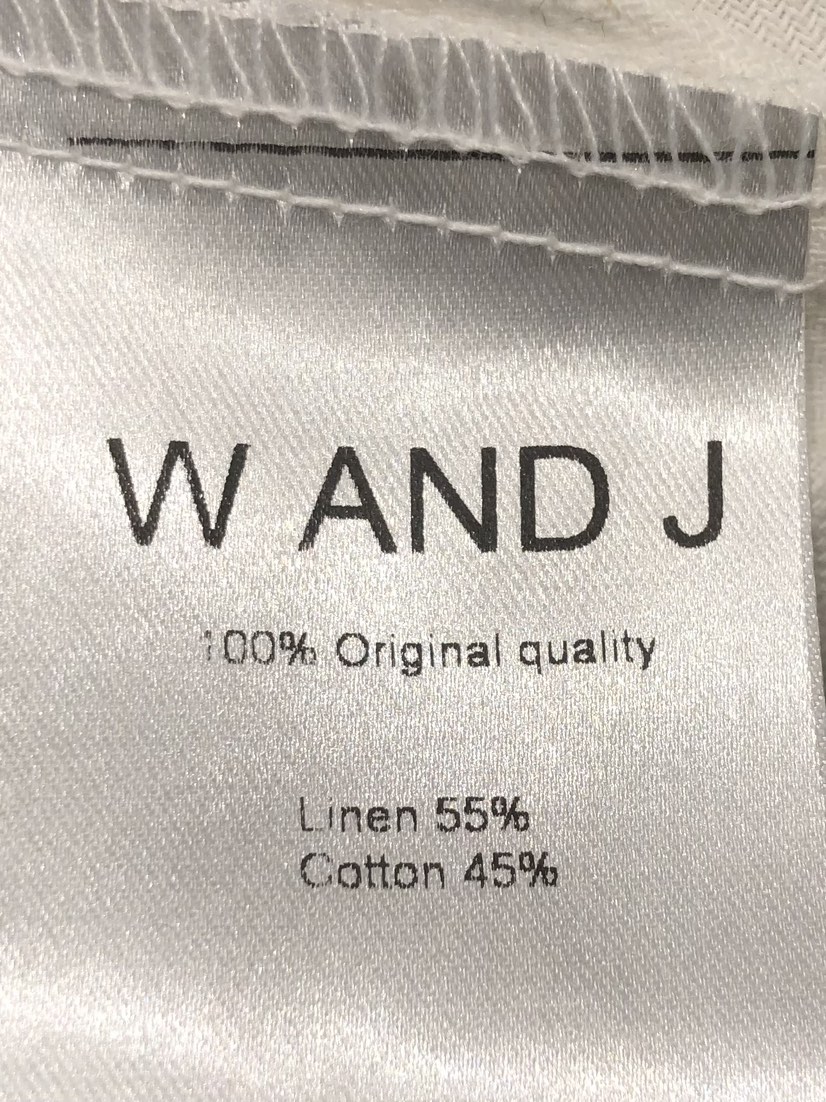 W AND J
100% Original quality
Linen 55%
Cotton 45%